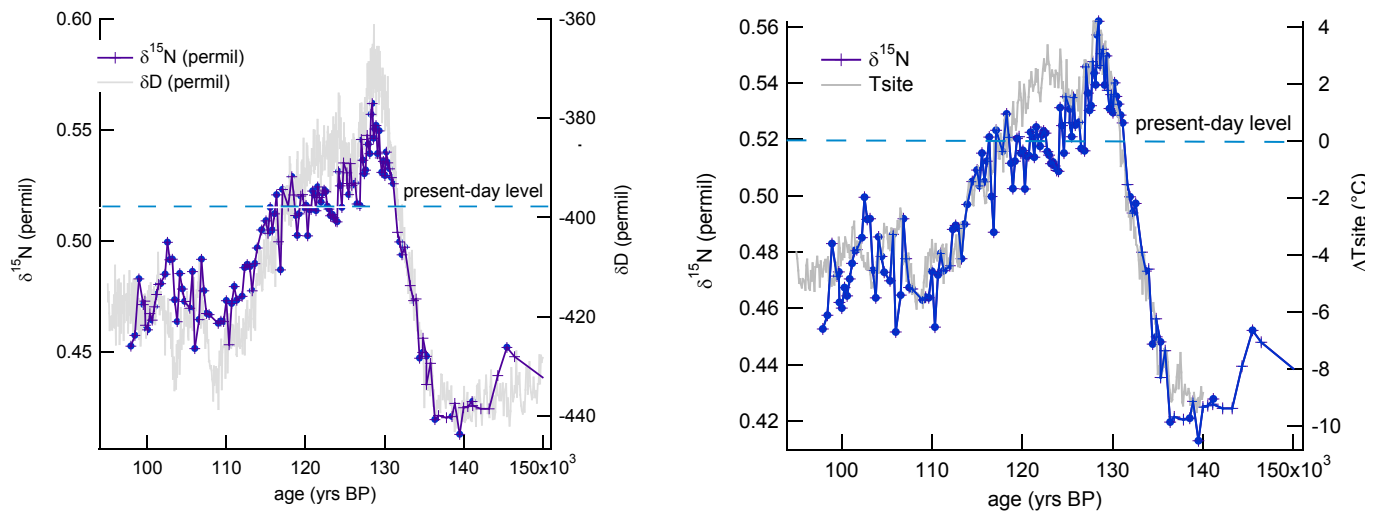 0.60
0.55
0.50
0.45
δ¹⁵N (permil)
δ¹⁵N (permil)
δD (permil)
present-day level
-360
-380
-
-400
-420
-440
δD (permil)
100
110
120
130
140
150x10³
age (yrs BP)
0.56
0.54
0.52
0.50
0.48
0.46
0.44
0.42
δ¹⁵N (permil)
δ¹⁵N
Tsite
present-day level
4
2
0
-2
-4
-6
-8
-10
ΔTsite (°C)
100
110
120
130
140
150x10³
age (yrs BP)